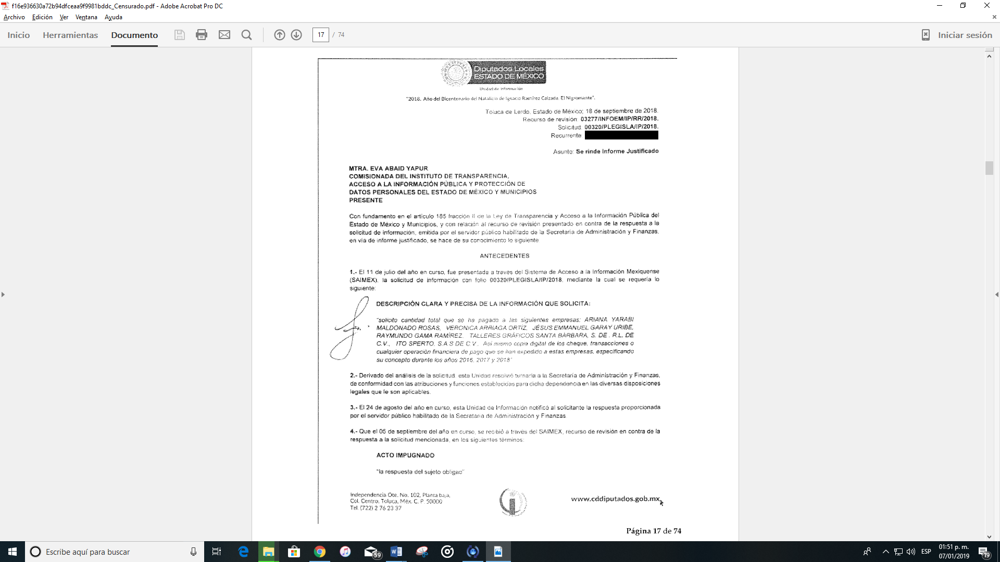 f16e936630a72b94dfceaa9f9981bddc_Censurado.pdf - Adobe Acrobat Pro DC
Archivo Edición Ver Ventana Ayuda
Inicio Herramientas Documento 17 / 74 Iniciar sesión
Diputados Locales
ESTADO DE MÉXICO
Unidad de Información
"2018. Año del Bicentenario del Natalicio de Ignacio Ramírez Calzada, El Nigromante".
Toluca de Lerdo, Estado de México; 18 de septiembre de 2018.
Recurso de revisión: 03277/INFOEM/IP/RR/2018.
Solicitud: 00320/PLEGISLA/IP/2018.
Recurrente:
Asunto: Se rinde Informe Justificado
MTRA. EVA ABAID YAPUR
COMISIONADA DEL INSTITUTO DE TRANSPARENCIA,
ACCESO A LA INFORMACIÓN PÚBLICA Y PROTECCIÓN DE
DATOS PERSONALES DEL ESTADO DE MÉXICO Y MUNICIPIOS
PRESENTE
Con fundamento en el artículo 185 fracción II de la Ley de Transparencia y Acceso a la Información Pública del
Estado de México y Municipios, y con relación al recurso de revisión presentado en contra de la respuesta a la
solicitud de información, emitida por el servidor público habilitado de la Secretaría de Administración y Finanzas,
en vía de informe justificado, se hace de su conocimiento lo siguiente
ANTECEDENTES
1.- El 11 de julio del año en curso, fue presentada a través del Sistema de Acceso a la Información Mexiquense
(SAIMEX), la solicitud de información con folio 00320/PLEGISLA/IP/2018, mediante la cual se requería lo
siguiente:
DESCRIPCIÓN CLARA Y PRECISA DE LA INFORMACIÓN QUE SOLICITA:
"solicito cantidad total que se ha pagado a las siguientes empresas: ARIANA YARABI
MALDONADO ROSAS, VERONICA ARRIAGA ORTÍZ, JÉSUS EMMANUEL GARAY URIBE,
RAYMUNDO GAMA RAMÍREZ, TALLERES GRÁFICOS SANTA BÁRBARA, S. DE . R.L. DE
C.V., ITO SPERTO, S.A.S DE C.V., Así mismo copia digital de los cheque, transacciones o
cualquier operación financiera de pago que se han expedido a estas empresas, especificando
su concepto durante los años 2016, 2017 y 2018"
2.- Derivado del análisis de la solicitud, esta Unidad resolvió turnarla a la Secretaría de Administración y Finanzas,
de conformidad con las atribuciones y funciones establecidas para dicha dependencia en las diversas disposiciones
legales que le son aplicables.
3.- El 24 de agosto del año en curso, esta Unidad de Información notificó al solicitante la respuesta proporcionada
por el servidor público habilitado de la Secretaría de Administración y Finanzas.
4.- Que el 05 de septiembre del año en curso, se recibió a través del SAIMEX, recurso de revisión en contra de la
respuesta a la solicitud mencionada, en los siguientes términos:
ACTO IMPUGNADO
"la respuesta del sujeto obligao"
Independencia Ote. No. 102, Planta baja,
Col. Centro, Toluca, Méx. C. P. 50000
Tel. (722) 2 76 23 37
www.cddiputados.gob.mx
Página 17 de 74
Escribe aquí para buscar
59
ESP
01:51 p. m.
07/01/2019
19